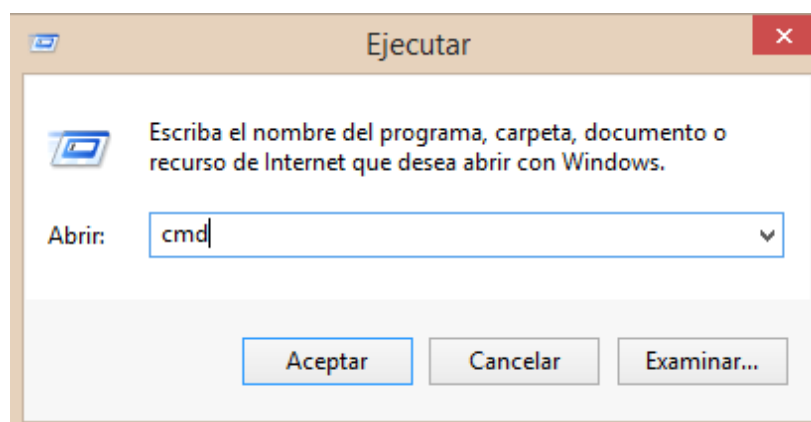 Ejecutar
Escriba el nombre del programa, carpeta, documento o
recurso de Internet que desea abrir con Windows.
Abrir: cmd
Aceptar Cancelar Examinar...